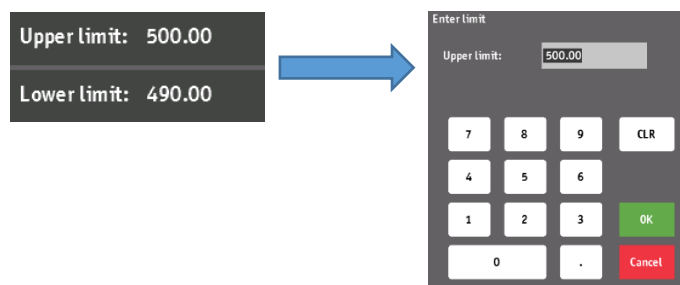 Upper limit: 500.00
Lower limit: 490.00
Enter limit
Upper limit: 500.00
7 8 9 CLR
4 5 6
1 2 3 OK
0 . Cancel